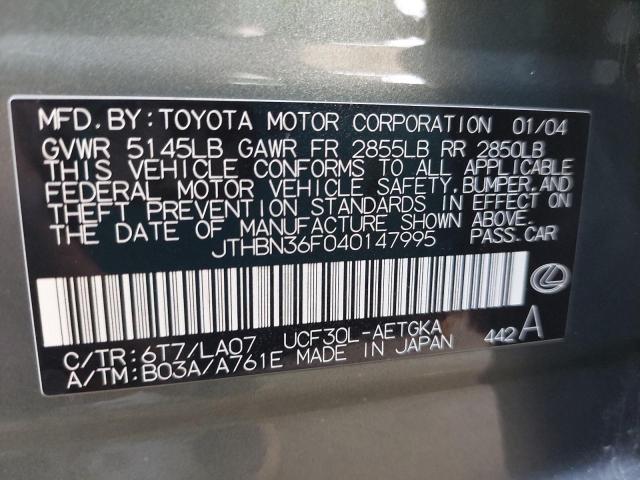 MFD. BY: TOYOTA MOTOR CORPORATION 01/04
GVWR 5145LB GAWR FR 2855LB RR 2850LB
THIS VEHICLE CONFORMS TO ALL APPLICABLE
FEDERAL MOTOR VEHICLE SAFETY, BUMPER, AND
THEFT PREVENTION STANDARDS IN EFFECT ON
THE DATE OF MANUFACTURE SHOWN ABOVE.
JTHBN36F040147995 PASS. CAR
C/TR: 6T7/LA07 UCF30L-AETGKA 442 A
A/TM: B03A/A761E MADE IN JAPAN